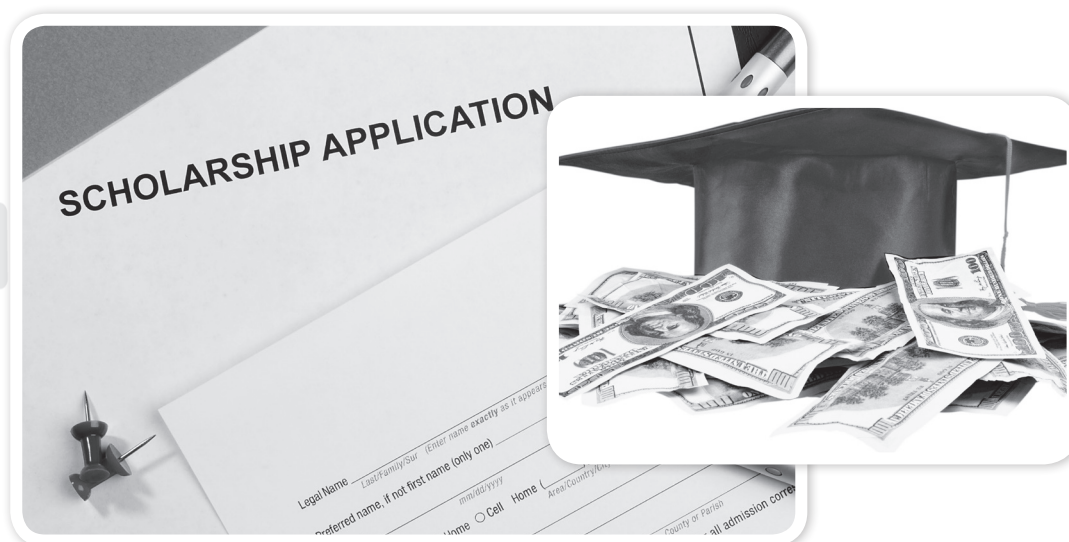 SCHOLARSHIP APPLICATION
Legal Name
Last/Family/Sur (Enter name exactly as it appears
Preferred name, if not first name (only one)
mm/dd/yyyy
Home Cell Home (
Area/Country/City
County or Parish
all admission corres
100
100